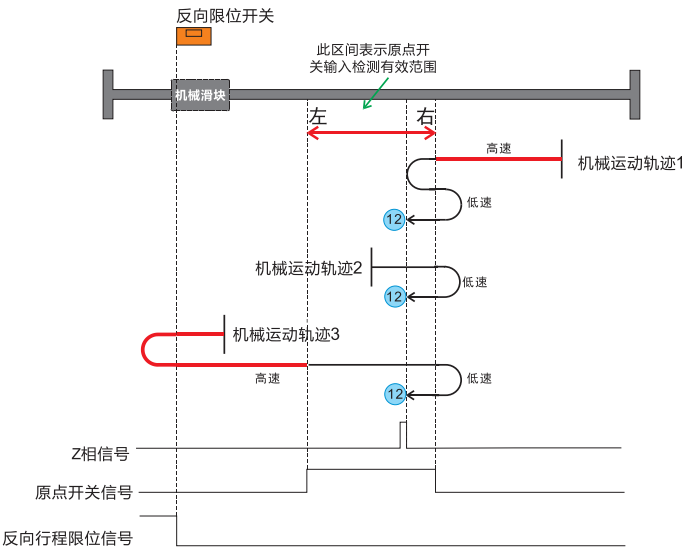 反向限位开关
此区间表示原点开
关输入检测有效范围
机械滑块
左
右
高速
机械运动轨迹1
低速
12
机械运动轨迹2
低速
12
机械运动轨迹3
高速
低速
12
Z相信号
原点开关信号
反向行程限位信号